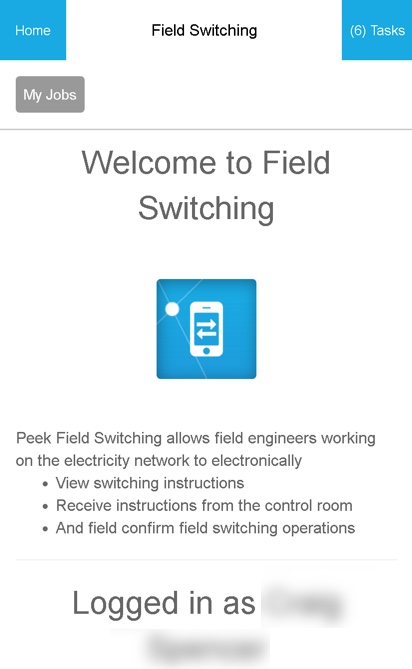 Home
Field Switching
(6) Tasks
My Jobs
Welcome to Field
Switching
Peek Field Switching allows field engineers working
on the electricity network to electronically
View switching instructions
Receive instructions from the control room
And field confirm field switching operations
Logged in as